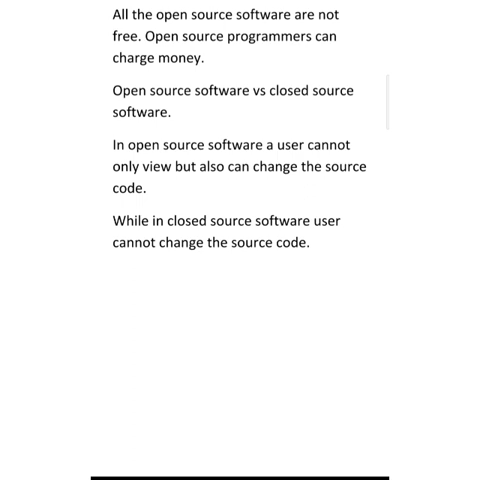 All the open source software are not
free. Open source programmers can
charge money.
Open source software vs closed source
software.
In open source software a user cannot
only view but also can change the source
code.
While in closed source software user
cannot change the source code.